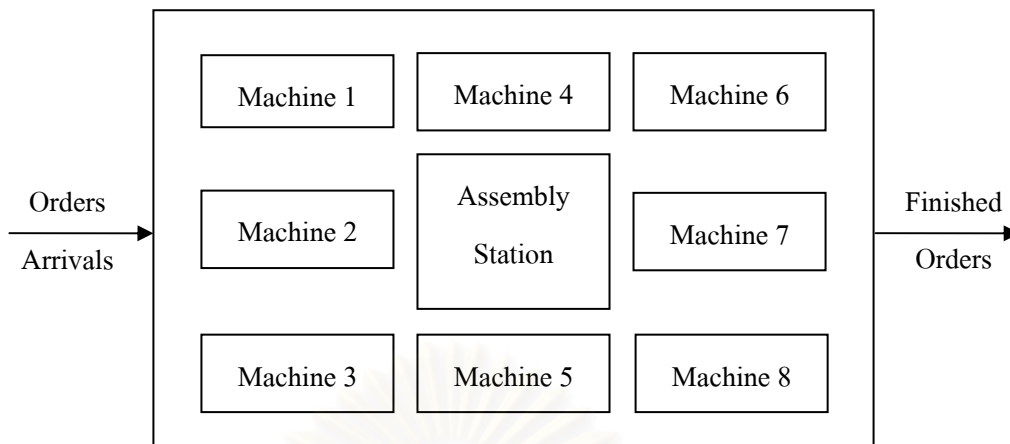 Machine 1
Machine 4
Machine 6
Orders
Arrivals
Machine 2
Assembly
Station
Machine 7
Finished
Orders
Machine 3
Machine 5
Machine 8